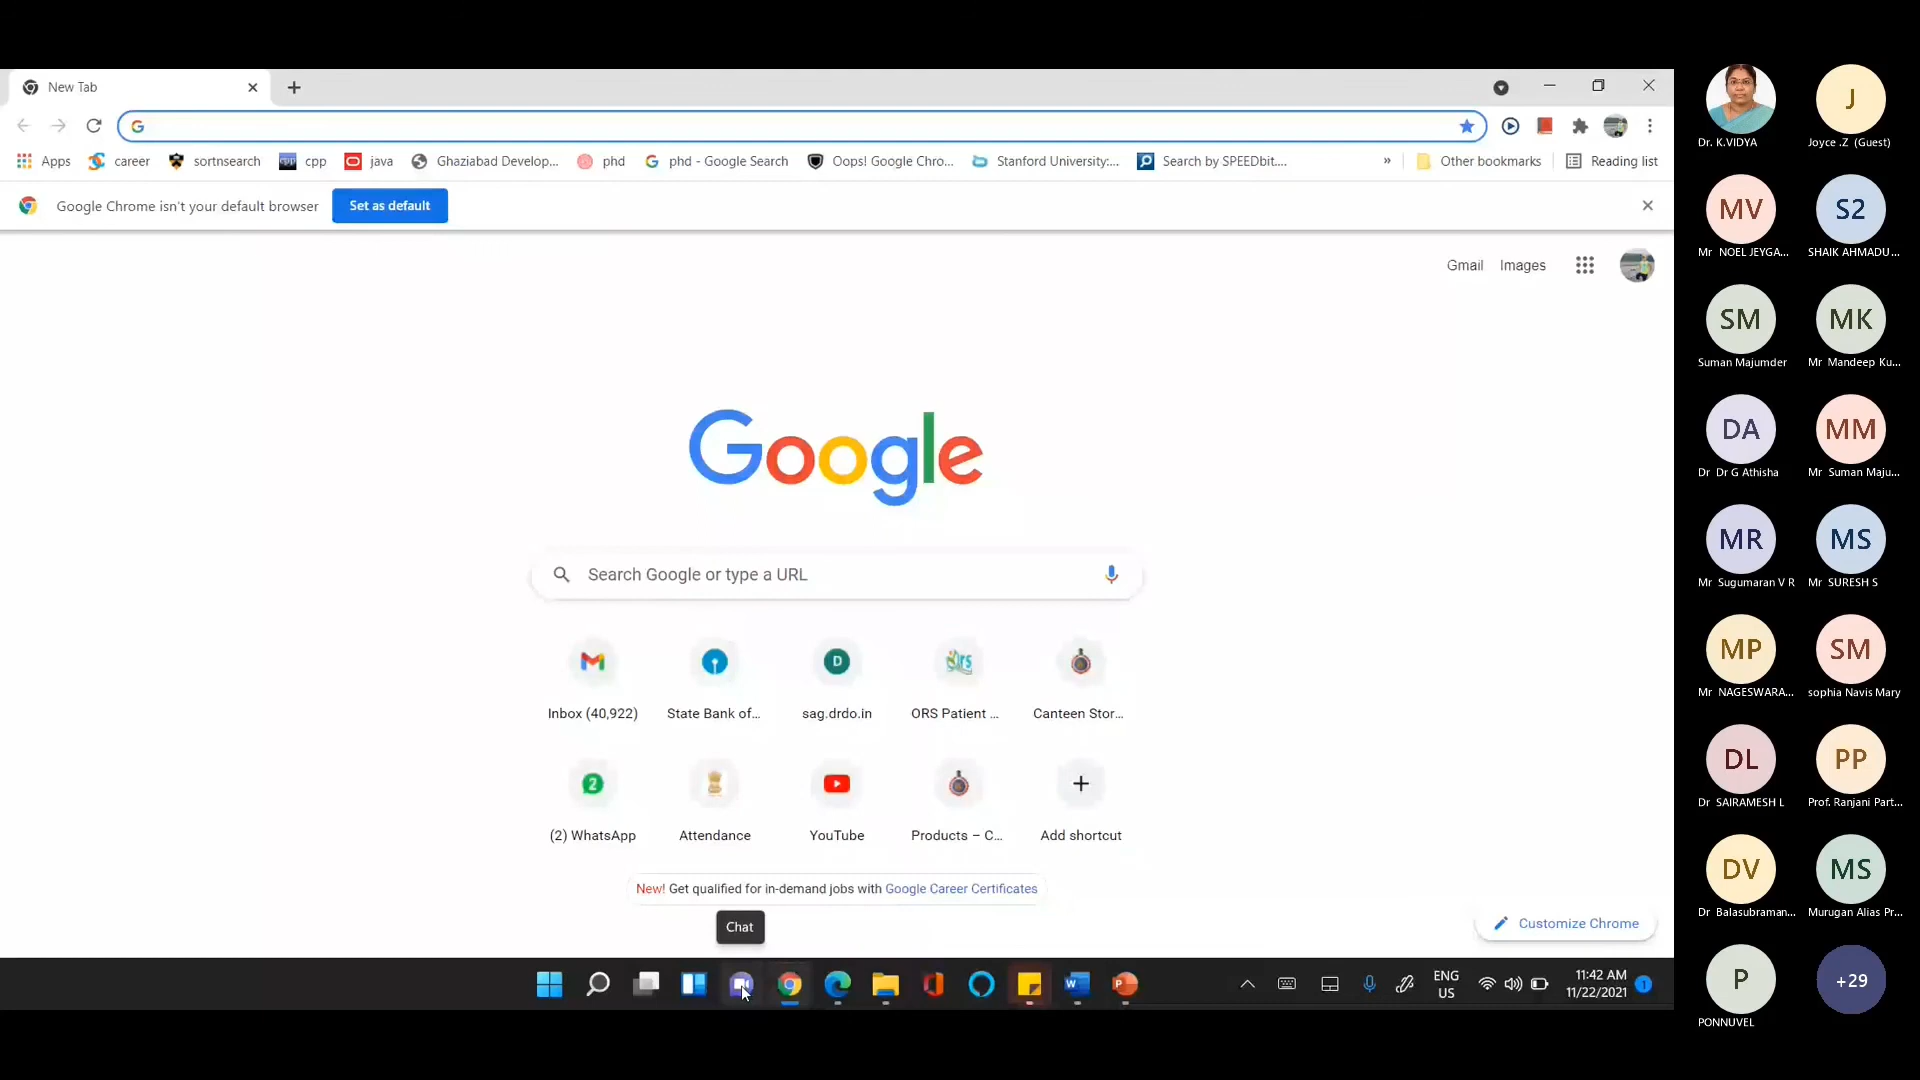 New Tab
Apps career sortnsearch cpp java Ghaziabad Develop... phd phd - Google Search Oops! Google Chro... Stanford University:... Search by SPEEDbit.... » Other bookmarks Reading list
Google Chrome isn't your default browser Set as default
Gmail Images
Google
Search Google or type a URL
D
ORS
Inbox (40,922) State Bank of... sag.drdo.in ORS Patient ... Canteen Stor...
2
(2) WhatsApp Attendance YouTube Products – C... Add shortcut
New! Get qualified for in-demand jobs with Google Career Certificates
Chat
Customize Chrome
ENG
US
11:42 AM
11/22/2021
1
J
Dr. K.VIDYA Joyce .Z (Guest)
MV S2
Mr NOEL JEYGA... SHAIK AHMADU...
SM MK
Suman Majumder Mr Mandeep Ku...
DA MM
Dr Dr G Athisha Mr Suman Maju...
MR MS
Mr Sugumaran V R Mr SURESH S
MP SM
Mr NAGESWARA... sophia Navis Mary
DL PP
Dr SAIRAMESH L Prof. Ranjani Part...
DV MS
Dr Balasubraman... Murugan Alias Pr...
P +29
PONNUVEL